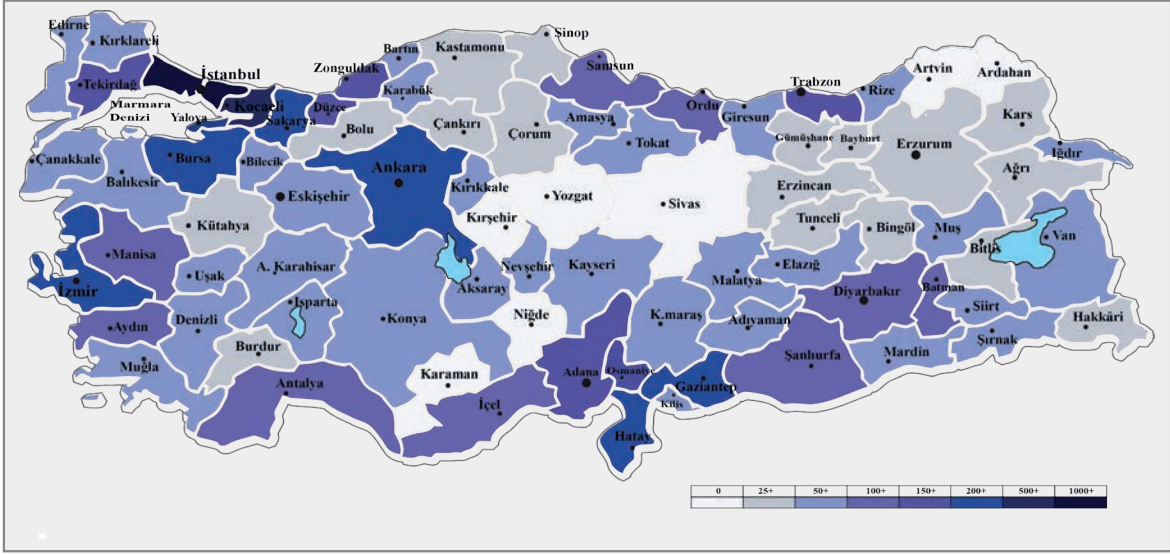 Edirne
Kırklareli
Tekirdağ
İstanbul
Marmara
Denizi
Yaloya
Kocaeli
Sakarya
Düzce
Zonguldak
Bartın
Karabük
Kastamonu
Şinop
Samsun
Ordu
Giresun
Trabzon
Rize
Artvin
Ardahan
Kars
Iğdır
Ağrı
Erzurum
Bayburt
Gümüşhane
Tokat
Amasya
Çorum
Çankırı
Bolu
Çanakkale
Balıkesir
Bursa
Bilecik
Eskişehir
Ankara
Kırıkkale
Kırşehir
Yozgat
Sivas
Erzincan
Tunceli
Bingöl
Muş
Bitlis
Van
Kütahya
Manisa
İzmir
Uşak
A. Karahisar
Isparta
Aksaray
Nevşehir
Kayseri
Malatya
Elazığ
Diyarbakır
Batman
Siirt
Şırnak
Hakkâri
Aydın
Denizli
Burdur
Konya
Niğde
K.maraş
Adıyaman
Mardin
Şanlıurfa
Muğla
Antalya
Karaman
İçel
Adana
Osmaniye
Gaziantep
Kilis
Hatay
0 25+ 50+ 100+ 150+ 200+ 500+ 1000+